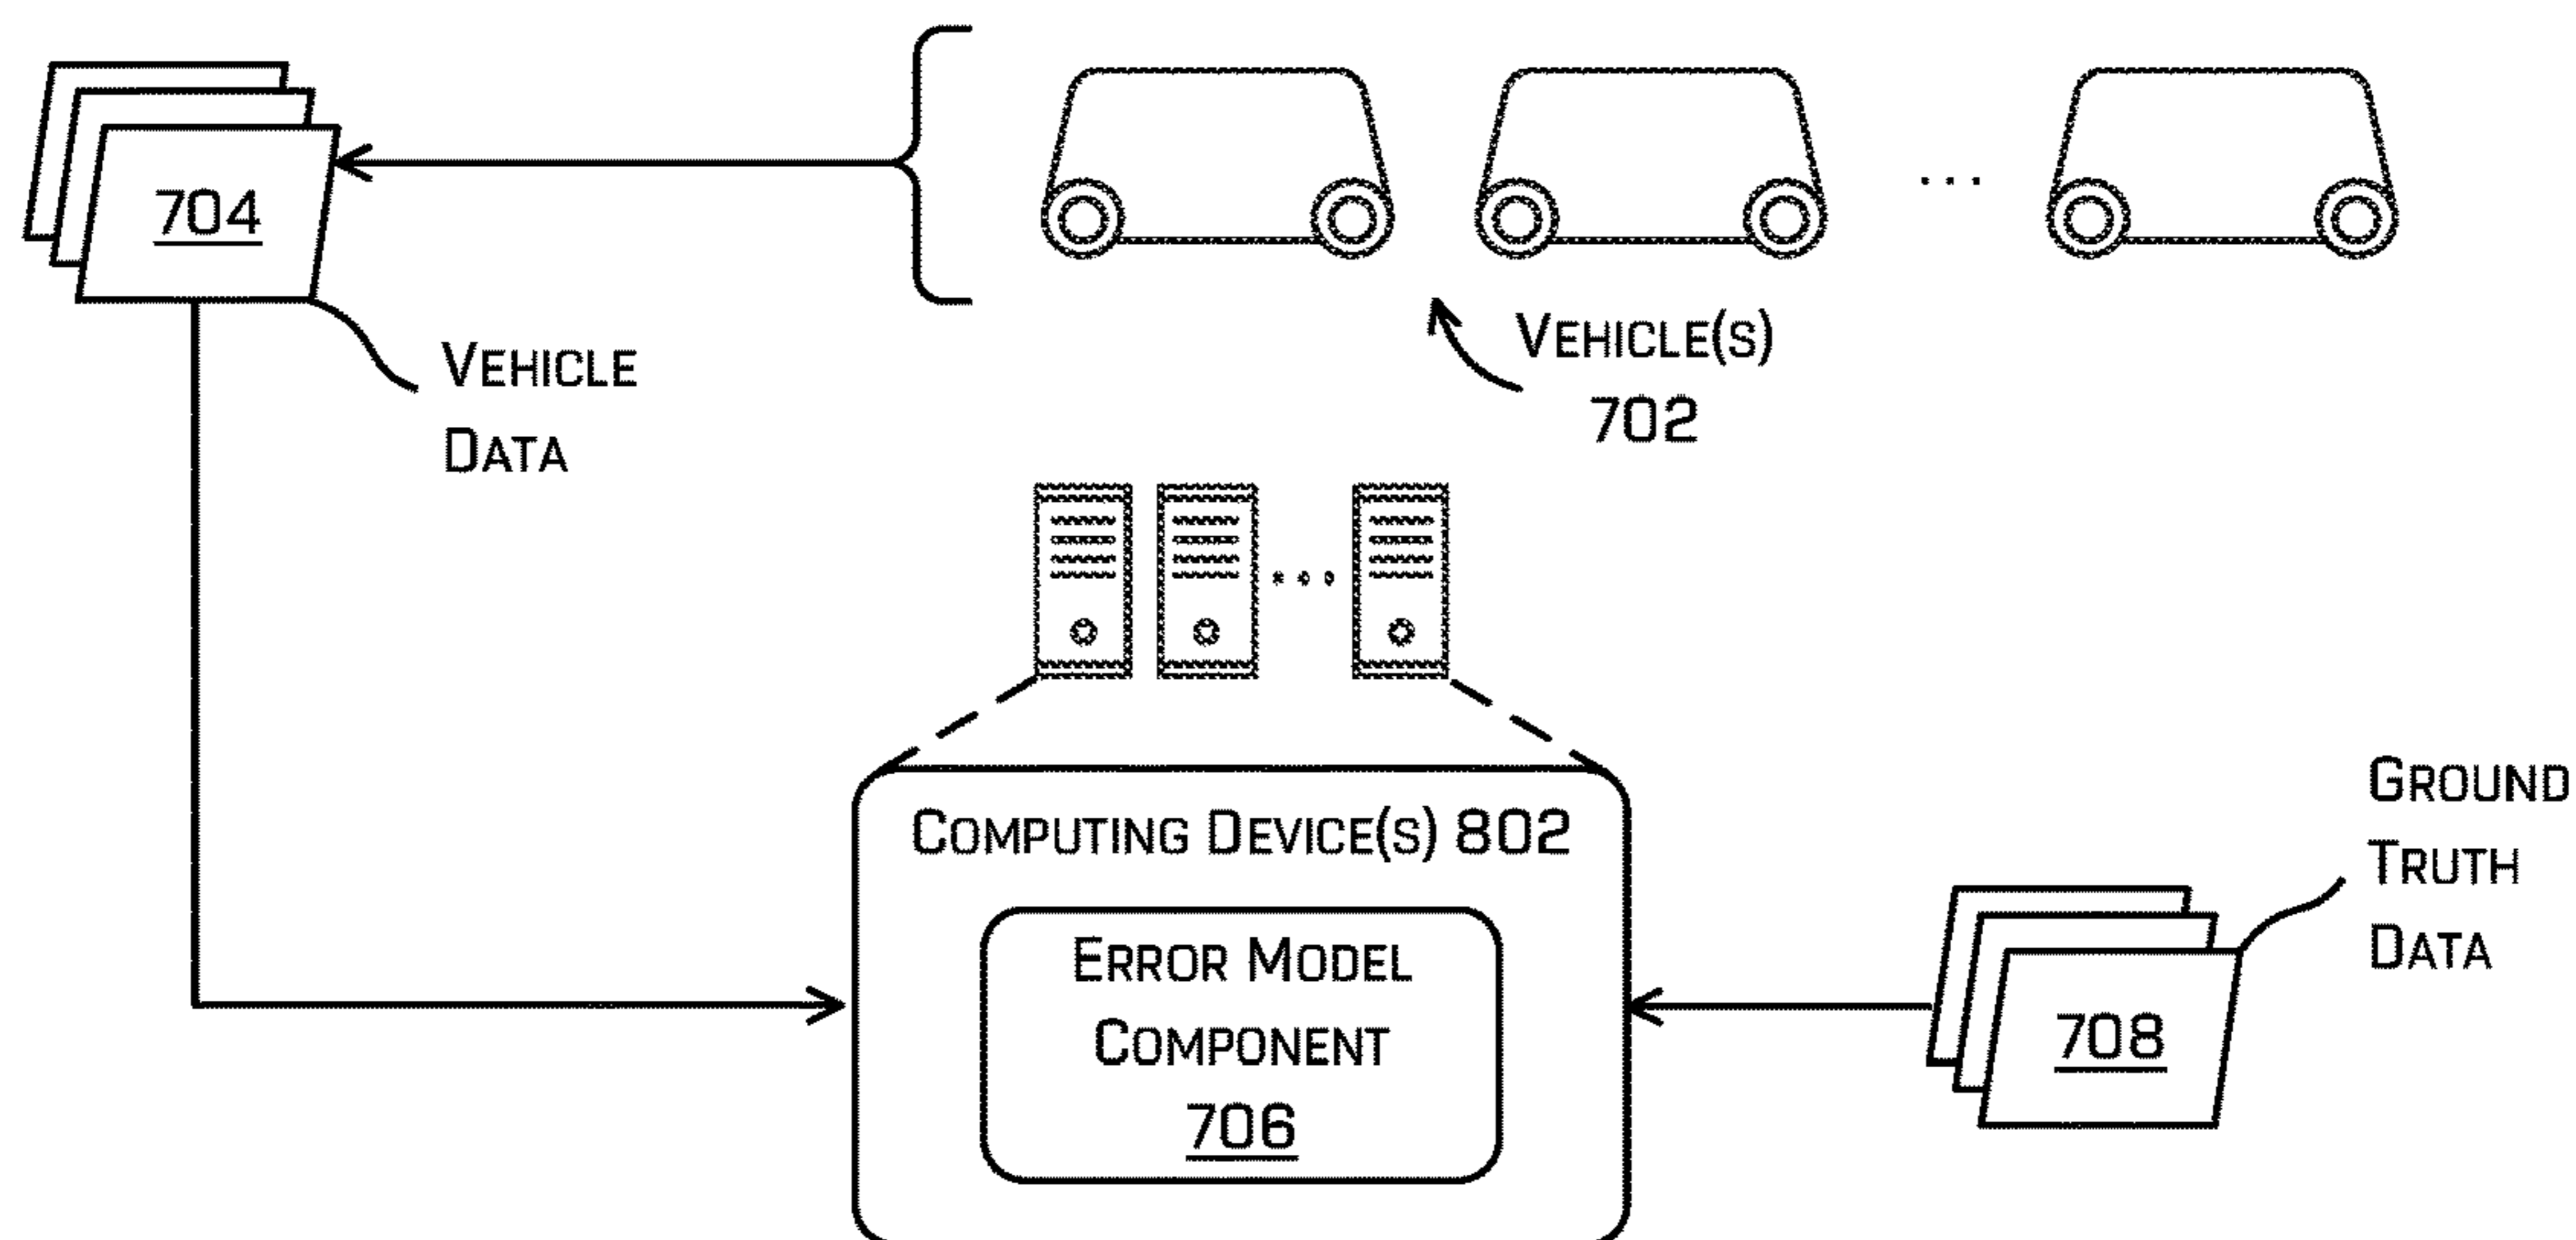 704
VEHICLE
DATA
VEHICLE(S)
702
COMPUTING DEVICE(S) 802
ERROR MODEL
COMPONENT
706
GROUND
TRUTH
DATA
708